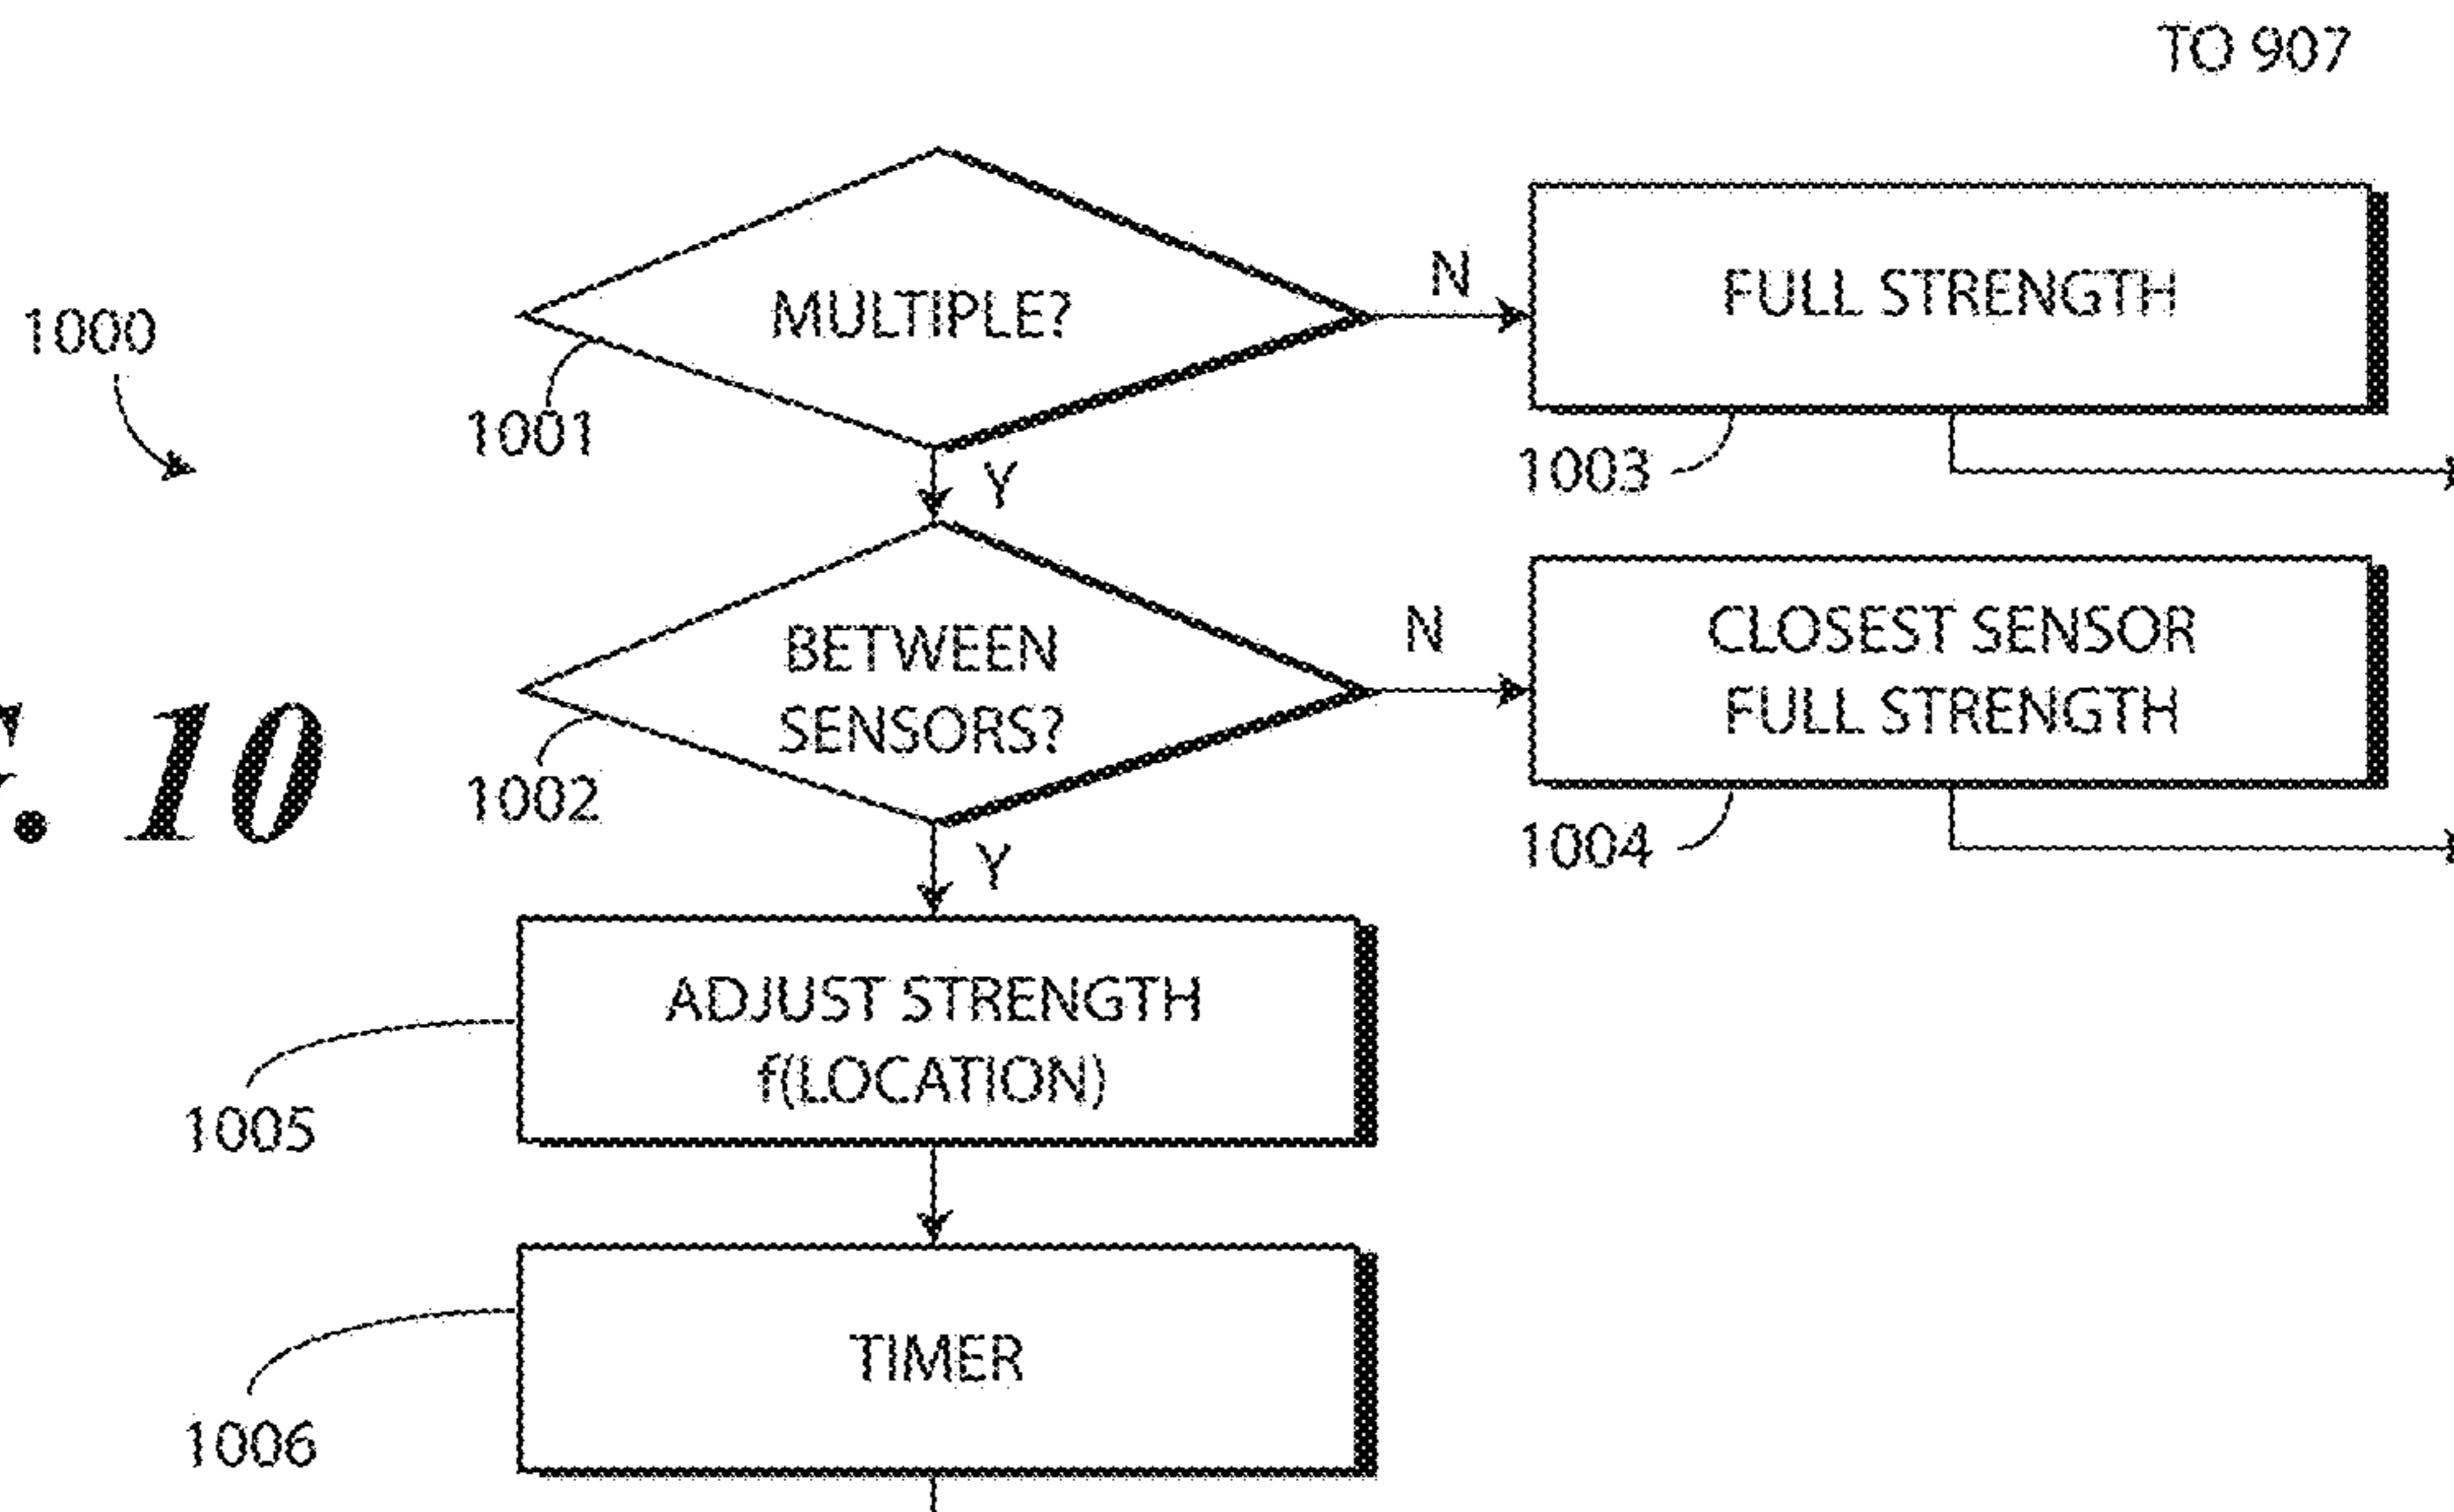 TO 907
MULTIPLE?
N
FULL STRENGTH
1000
1001
1003
Y
BETWEEN
SENSORS?
N
CLOSEST SENSOR
FULL STRENGTH
. 10
1002
1004
Y
ADJUST STRENGTH
f(LOCATION)
1005
TIMER
1006